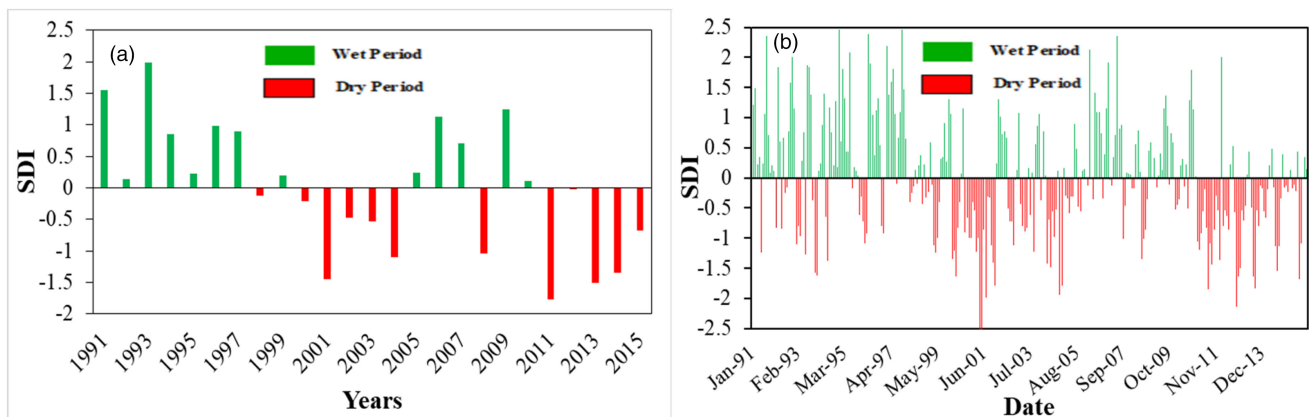 (a)
Wet Period
Dry Period
SDI
2.5
2
1.5
1
0.5
0
-0.5
-1
-1.5
-2
1991
1993
1995
1997
1999
2001
2003
2005
2007
2009
2011
2013
2015
Years
(b)
Wet Period
Dry Period
SDI
2.5
2
1.5
1
0.5
0
-0.5
-1
-1.5
-2
-2.5
Jan-91
Feb-93
Mar-95
Apr-97
May-99
Jun-01
Jul-03
Aug-05
Sep-07
Oct-09
Nov-11
Dec-13
Date